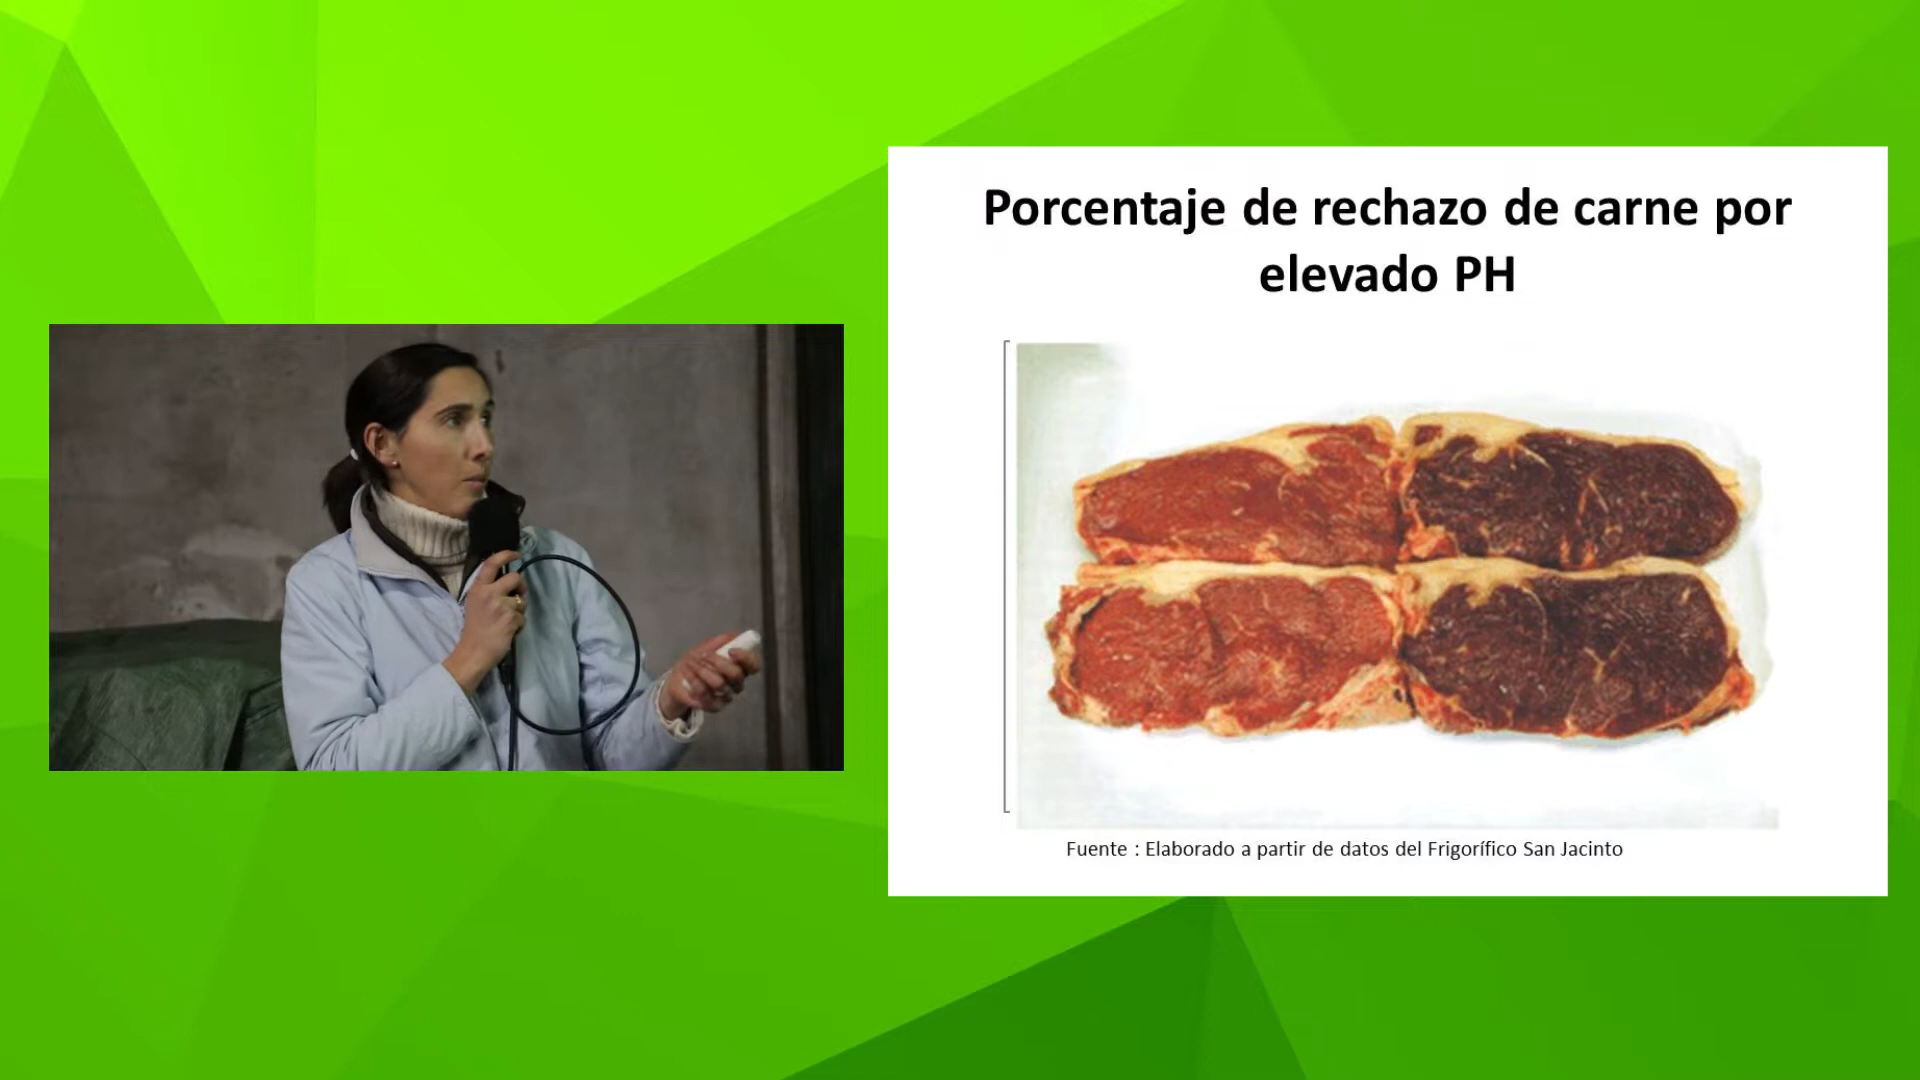 Porcentaje de rechazo de carne por
elevado PH
Fuente : Elaborado a partir de datos del Frigorífico San Jacinto